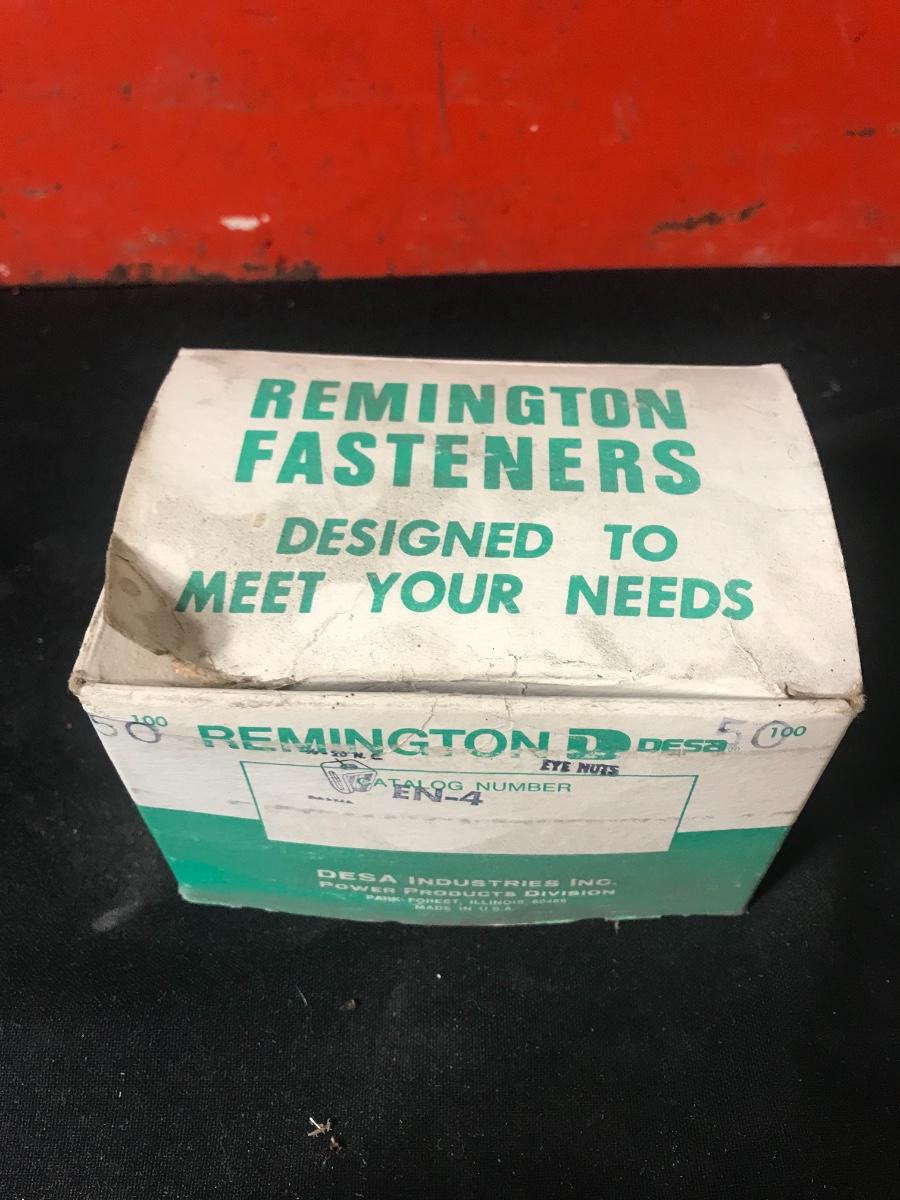 REMINGTON
FASTENERS
DESIGNED TO
MEET YOUR NEEDS
50 100
50 100
REMINGTON D DESA
EYE NUTS
CATALOG NUMBER
EN-4
DESA INDUSTRIES INC.
POWER PRODUCTS DIVISION
PARK FOREST, ILLINOIS 60466
MADE IN U.S.A.